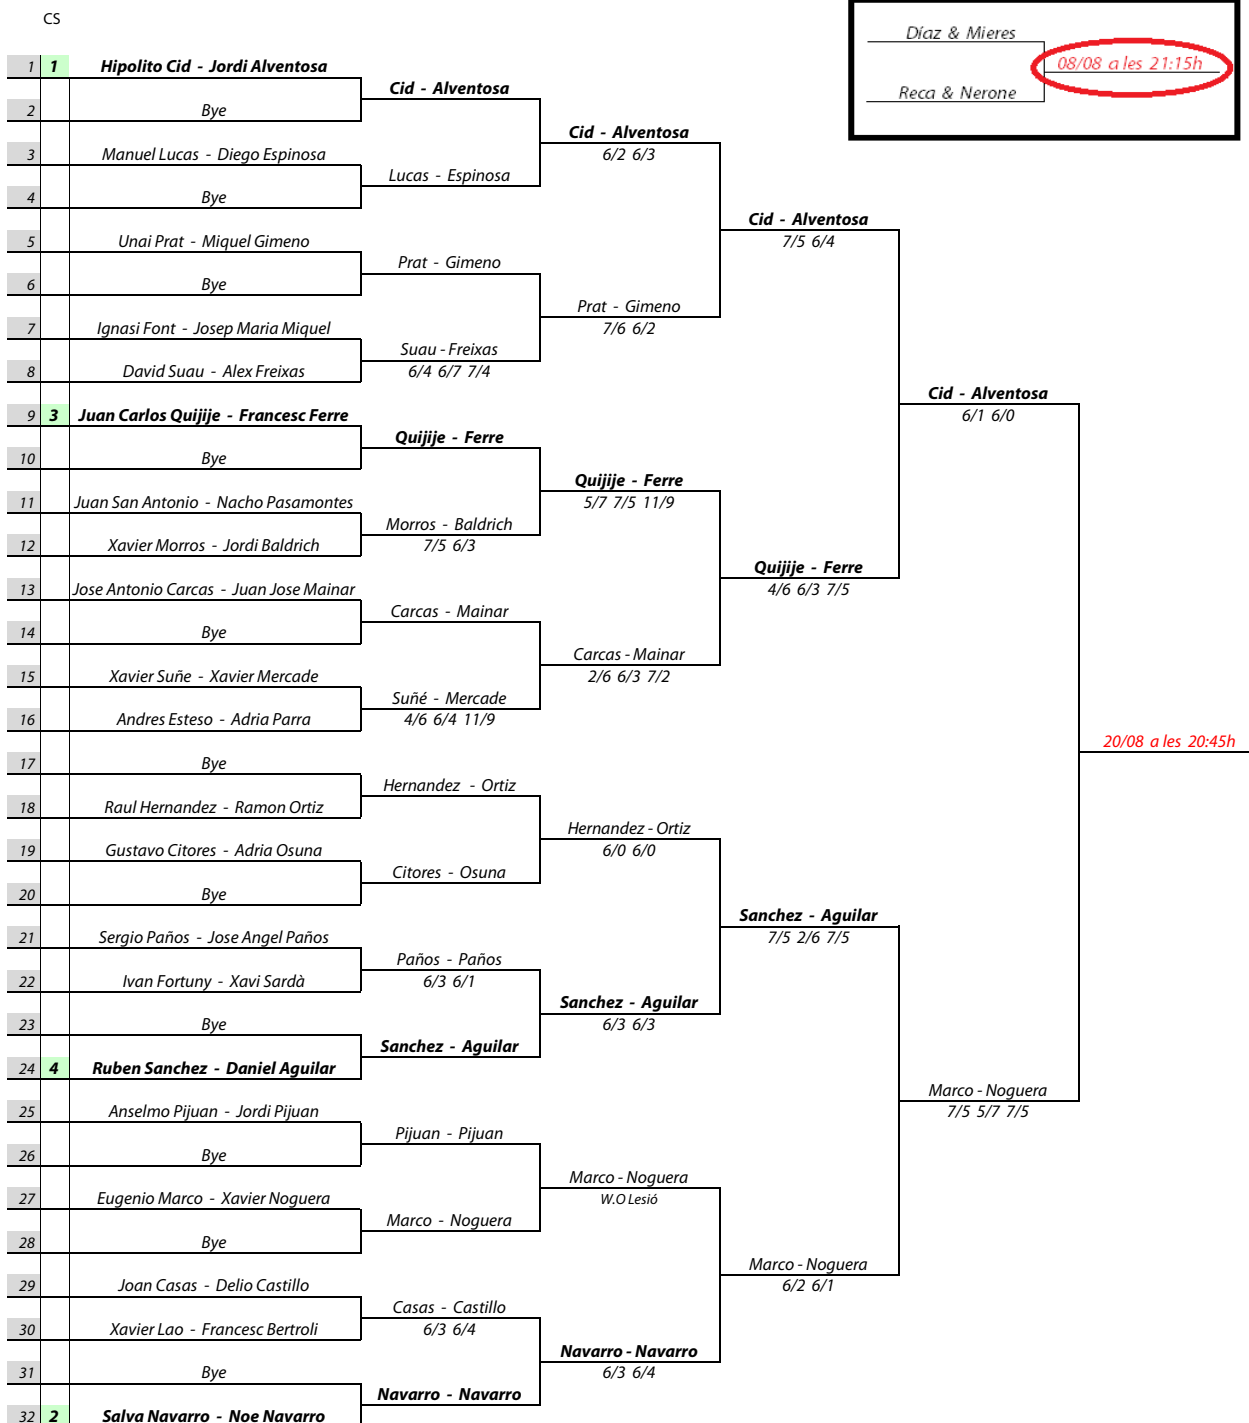 CS
Díaz & Mieres
08/08 a les 21:15h
Reca & Nerone
1 1 Hipolito Cid - Jordi Alventosa
Cid - Alventosa
2 Bye
Cid - Alventosa
6/2 6/3
3 Manuel Lucas - Diego Espinosa
Lucas - Espinosa
4 Bye
Cid - Alventosa
7/5 6/4
5 Unai Prat - Miquel Gimeno
Prat - Gimeno
6 Bye
Prat - Gimeno
7/6 6/2
7 Ignasi Font - Josep Maria Miquel
Suau - Freixas
6/4 6/7 7/4
8 David Suau - Alex Freixas
Cid - Alventosa
6/1 6/0
9 3 Juan Carlos Quijije - Francesc Ferre
Quijije - Ferre
10 Bye
Quijije - Ferre
5/7 7/5 11/9
11 Juan San Antonio - Nacho Pasamontes
Morros - Baldrich
7/5 6/3
12 Xavier Morros - Jordi Baldrich
Quijije - Ferre
4/6 6/3 7/5
13 Jose Antonio Carcas - Juan Jose Mainar
Carcas - Mainar
14 Bye
Carcas - Mainar
2/6 6/3 7/2
15 Xavier Suñe - Xavier Mercade
Suñé - Mercade
4/6 6/4 11/9
16 Andres Esteso - Adria Parra
20/08 a les 20:45h
17 Bye
Hernandez - Ortiz
18 Raul Hernandez - Ramon Ortiz
Hernandez - Ortiz
6/0 6/0
19 Gustavo Citores - Adria Osuna
Citores - Osuna
20 Bye
Sanchez - Aguilar
7/5 2/6 7/5
21 Sergio Paños - Jose Angel Paños
Paños - Paños
6/3 6/1
22 Ivan Fortuny - Xavi Sardà
Sanchez - Aguilar
6/3 6/3
23 Bye
Sanchez - Aguilar
24 4 Ruben Sanchez - Daniel Aguilar
Marco - Noguera
7/5 5/7 7/5
25 Anselmo Pijuan - Jordi Pijuan
Pijuan - Pijuan
26 Bye
Marco - Noguera
W.O Lesió
27 Eugenio Marco - Xavier Noguera
Marco - Noguera
28 Bye
Marco - Noguera
6/2 6/1
29 Joan Casas - Delio Castillo
Casas - Castillo
6/3 6/4
30 Xavier Lao - Francesc Bertroli
Navarro - Navarro
6/3 6/4
31 Bye
Navarro - Navarro
32 2 Salva Navarro - Noe Navarro